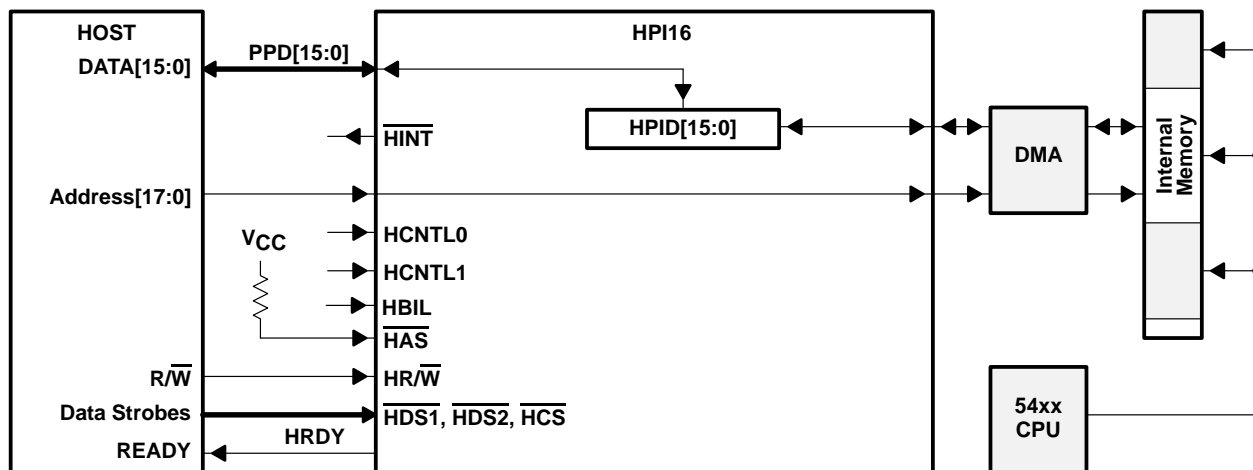 HOST
HPI16
PPD[15:0]
DATA[15:0]
HPID[15:0]
HINT
DMA
Internal
Memory
Address[17:0]
HCNTL0
VCC
HCNTL1
HBIL
HAS
R/W
HR/W
Data Strobes
HDS1, HDS2, HCS
54xx
CPU
HRDY
READY